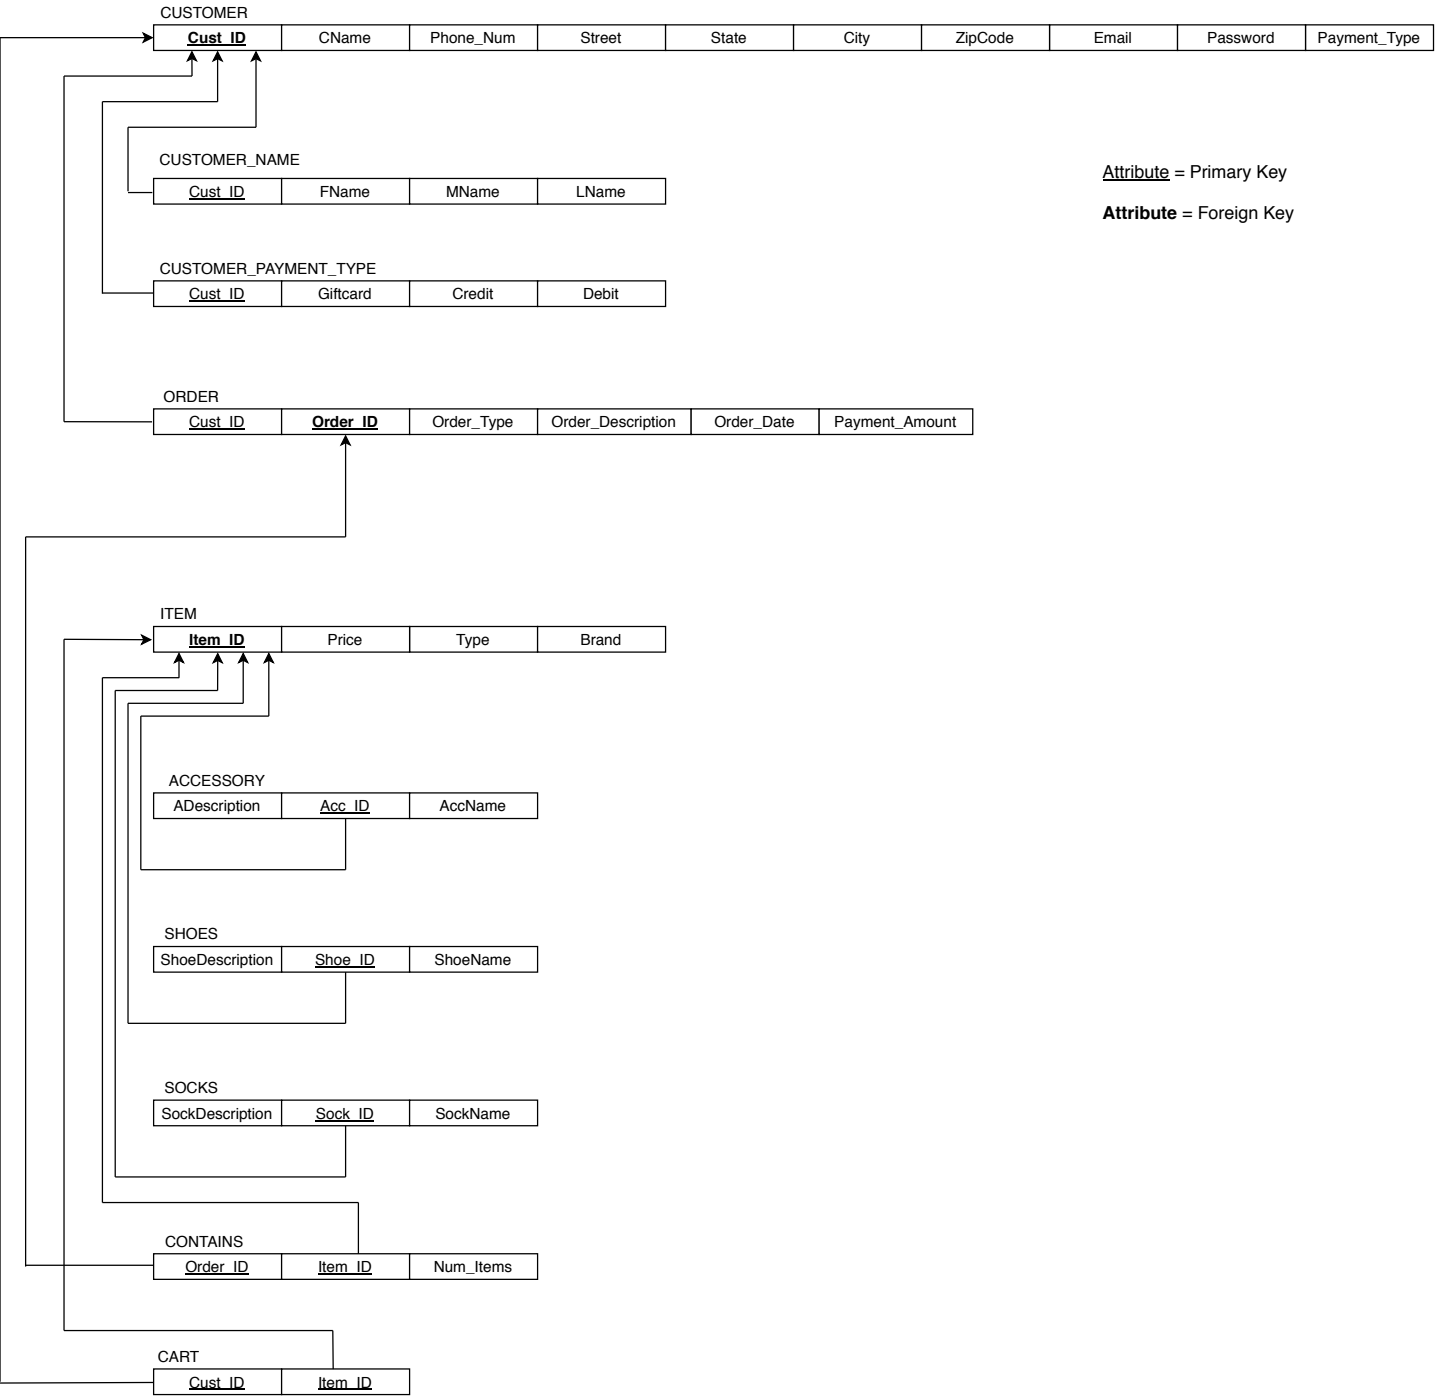 CUSTOMER
Cust_ID CName Phone_Num Street State City ZipCode Email Password Payment_Type
CUSTOMER_NAME
Attribute = Primary Key
Cust_ID FName MName LName
Attribute = Foreign Key
CUSTOMER_PAYMENT_TYPE
Cust_ID Giftcard Credit Debit
ORDER
Cust_ID Order_ID Order_Type Order_Description Order_Date Payment_Amount
ITEM
Item_ID Price Type Brand
ACCESSORY
ADescription Acc_ID AccName
SHOES
ShoeDescription Shoe_ID ShoeName
SOCKS
SockDescription Sock_ID SockName
CONTAINS
Order_ID Item_ID Num_Items
CART
Cust_ID Item_ID